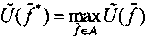 Ũ(f̃*) = max_{f̄∈A} Ũ(f̄)